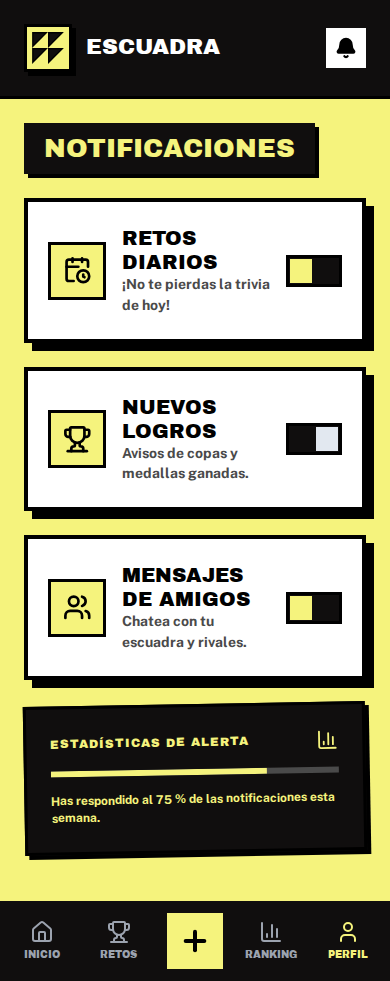 ESCUADRA
NOTIFICACIONES
RETOS
DIARIOS
¡No te pierdas la trivia
de hoy!
NUEVOS
LOGROS
Avisos de copas y
medallas ganadas.
MENSAJES
DE AMIGOS
Chatea con tu
escuadra y rivales.
ESTADÍSTICAS DE ALERTA
Has respondido al 75 % de las notificaciones esta
semana.
INICIO
RETOS
RANKING
PERFIL